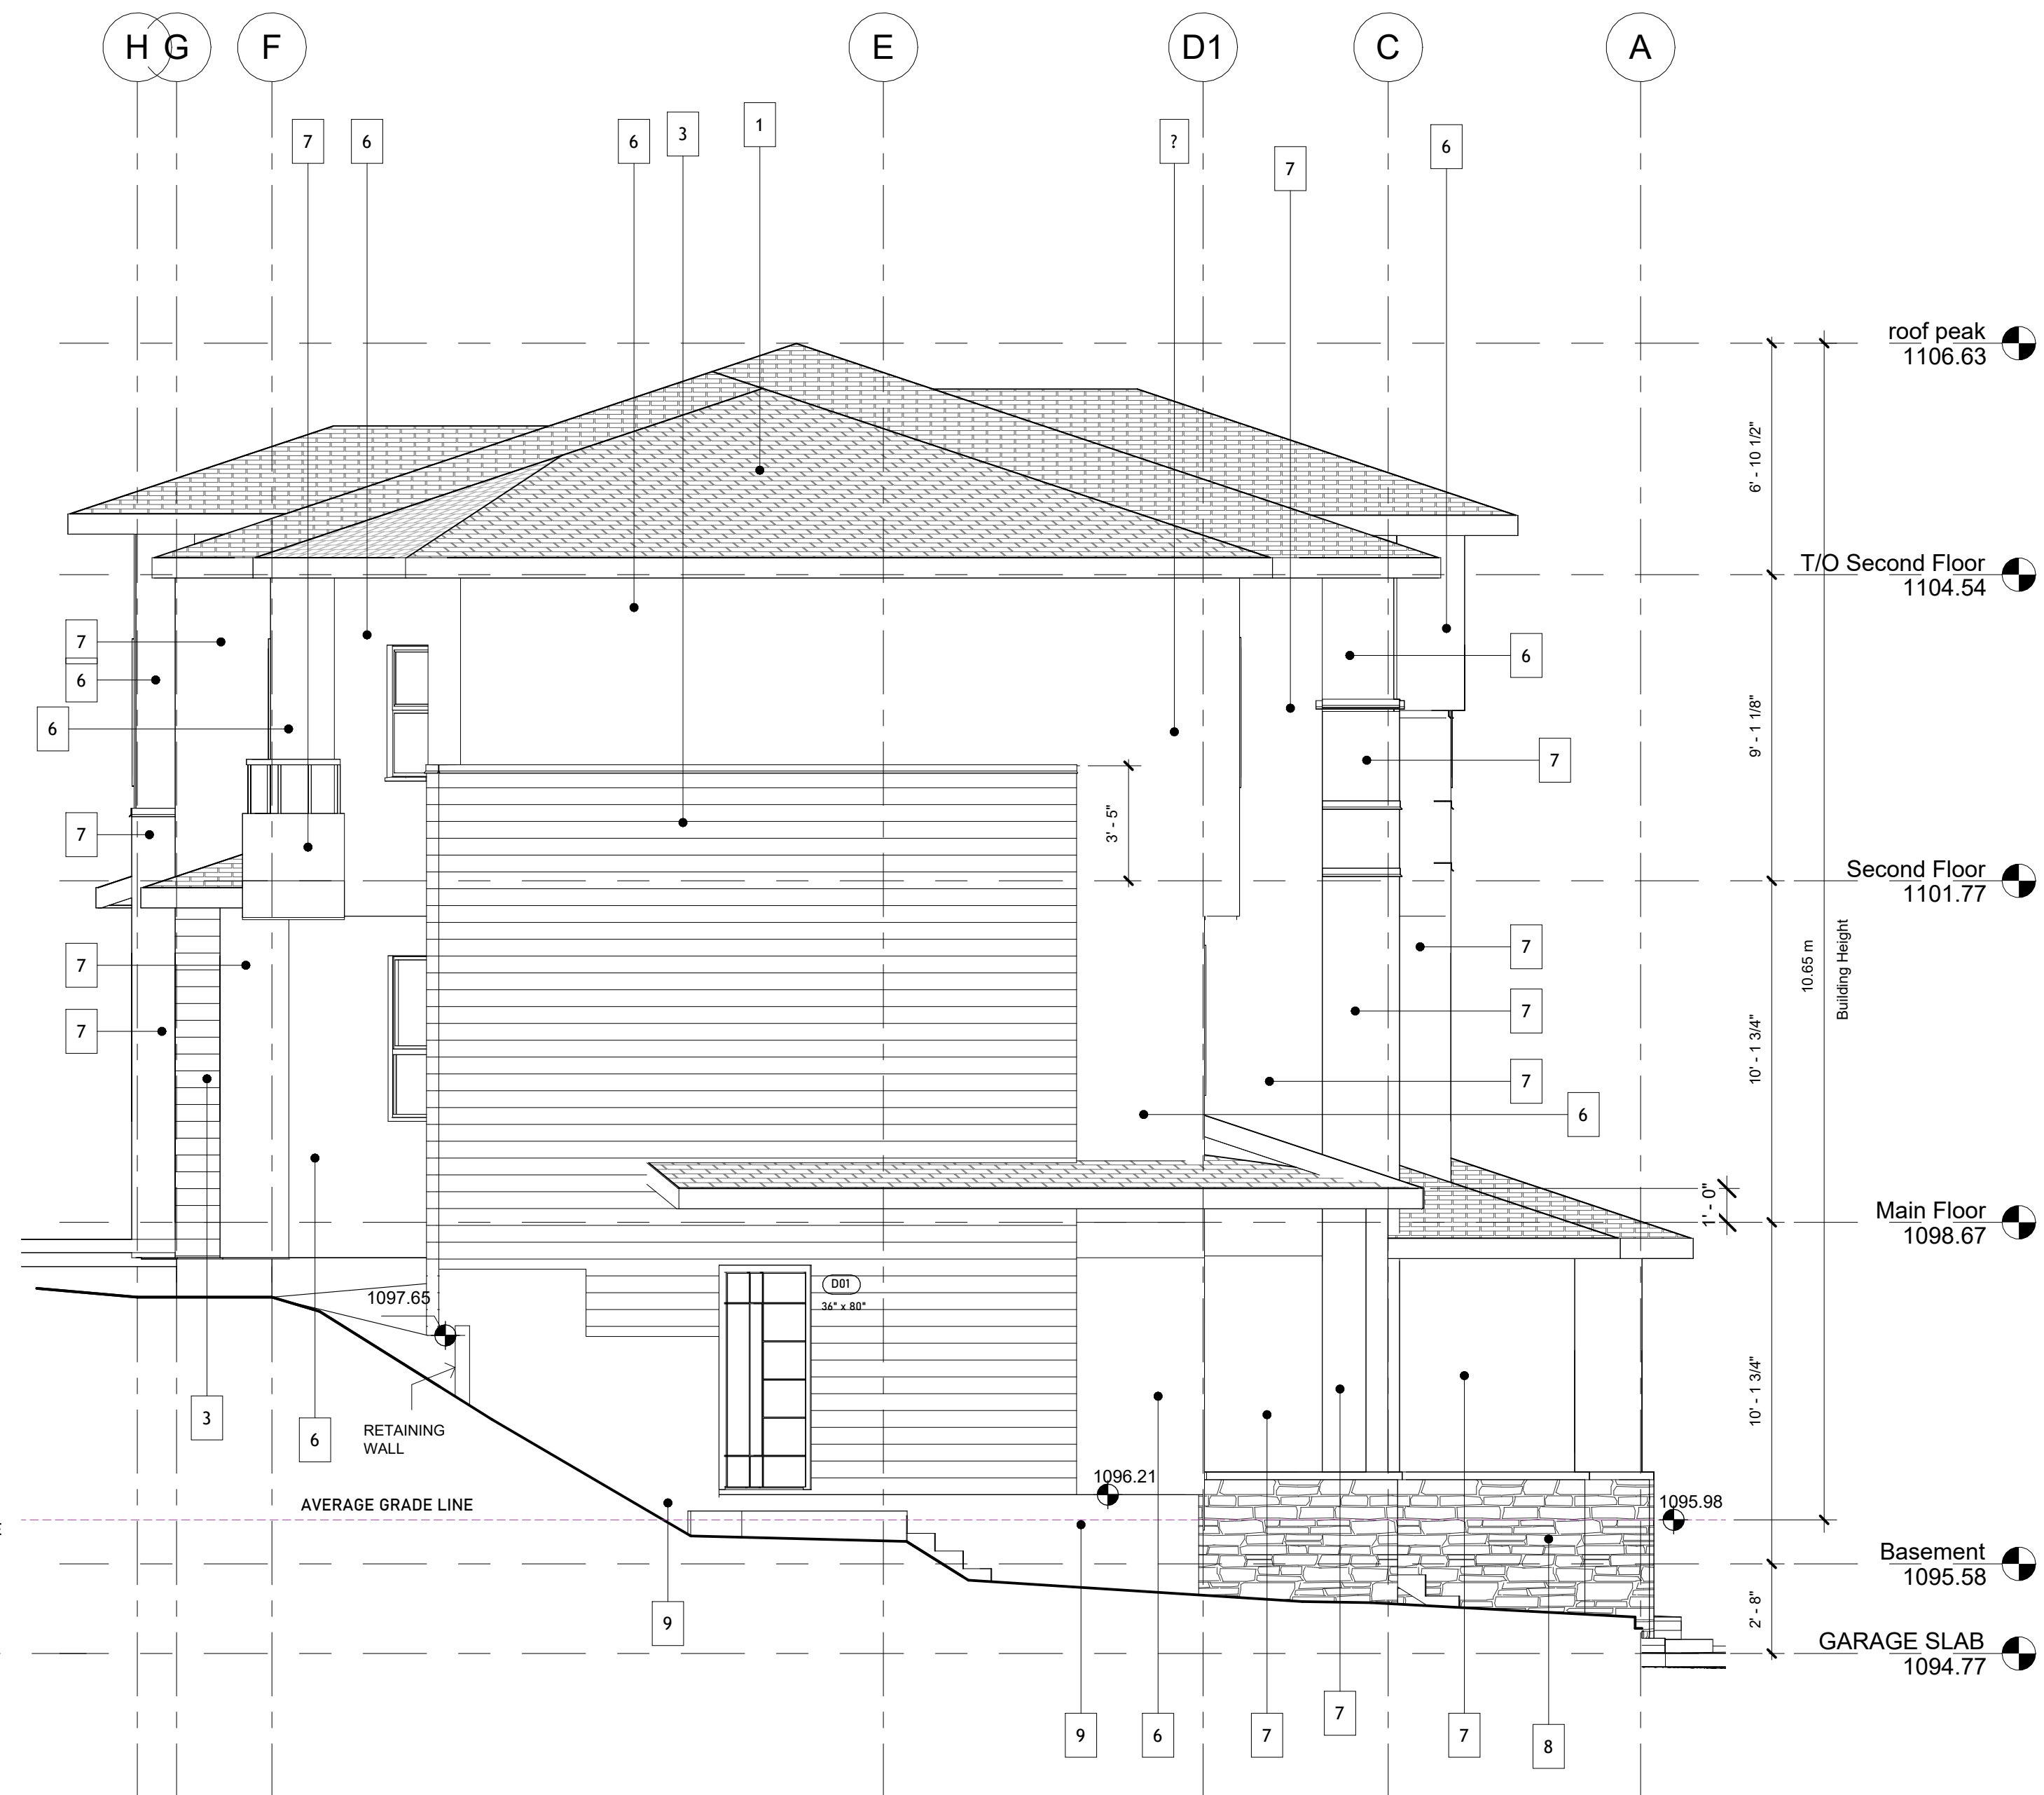 H G F E D1 C A
1
3
7 6 6 ? 6
7
roof peak
1106.63
6' - 10 1/2"
T/O Second Floor
1104.54
7
6
6
6
9' - 1 1/8"
7
7
3' - 5"
Second Floor
1101.77
10.65 m
Building Height
7
7
7
7
10' - 1 3/4"
7
6
1' - 0"
Main Floor
1098.67
D01
36" x 80"
1097.65
10' - 1 3/4"
3
6
RETAINING
WALL
1096.21
AVERAGE GRADE LINE
1095.98
Basement
1095.58
2' - 8"
9
GARAGE SLAB
1094.77
9 6 7 7 7 8